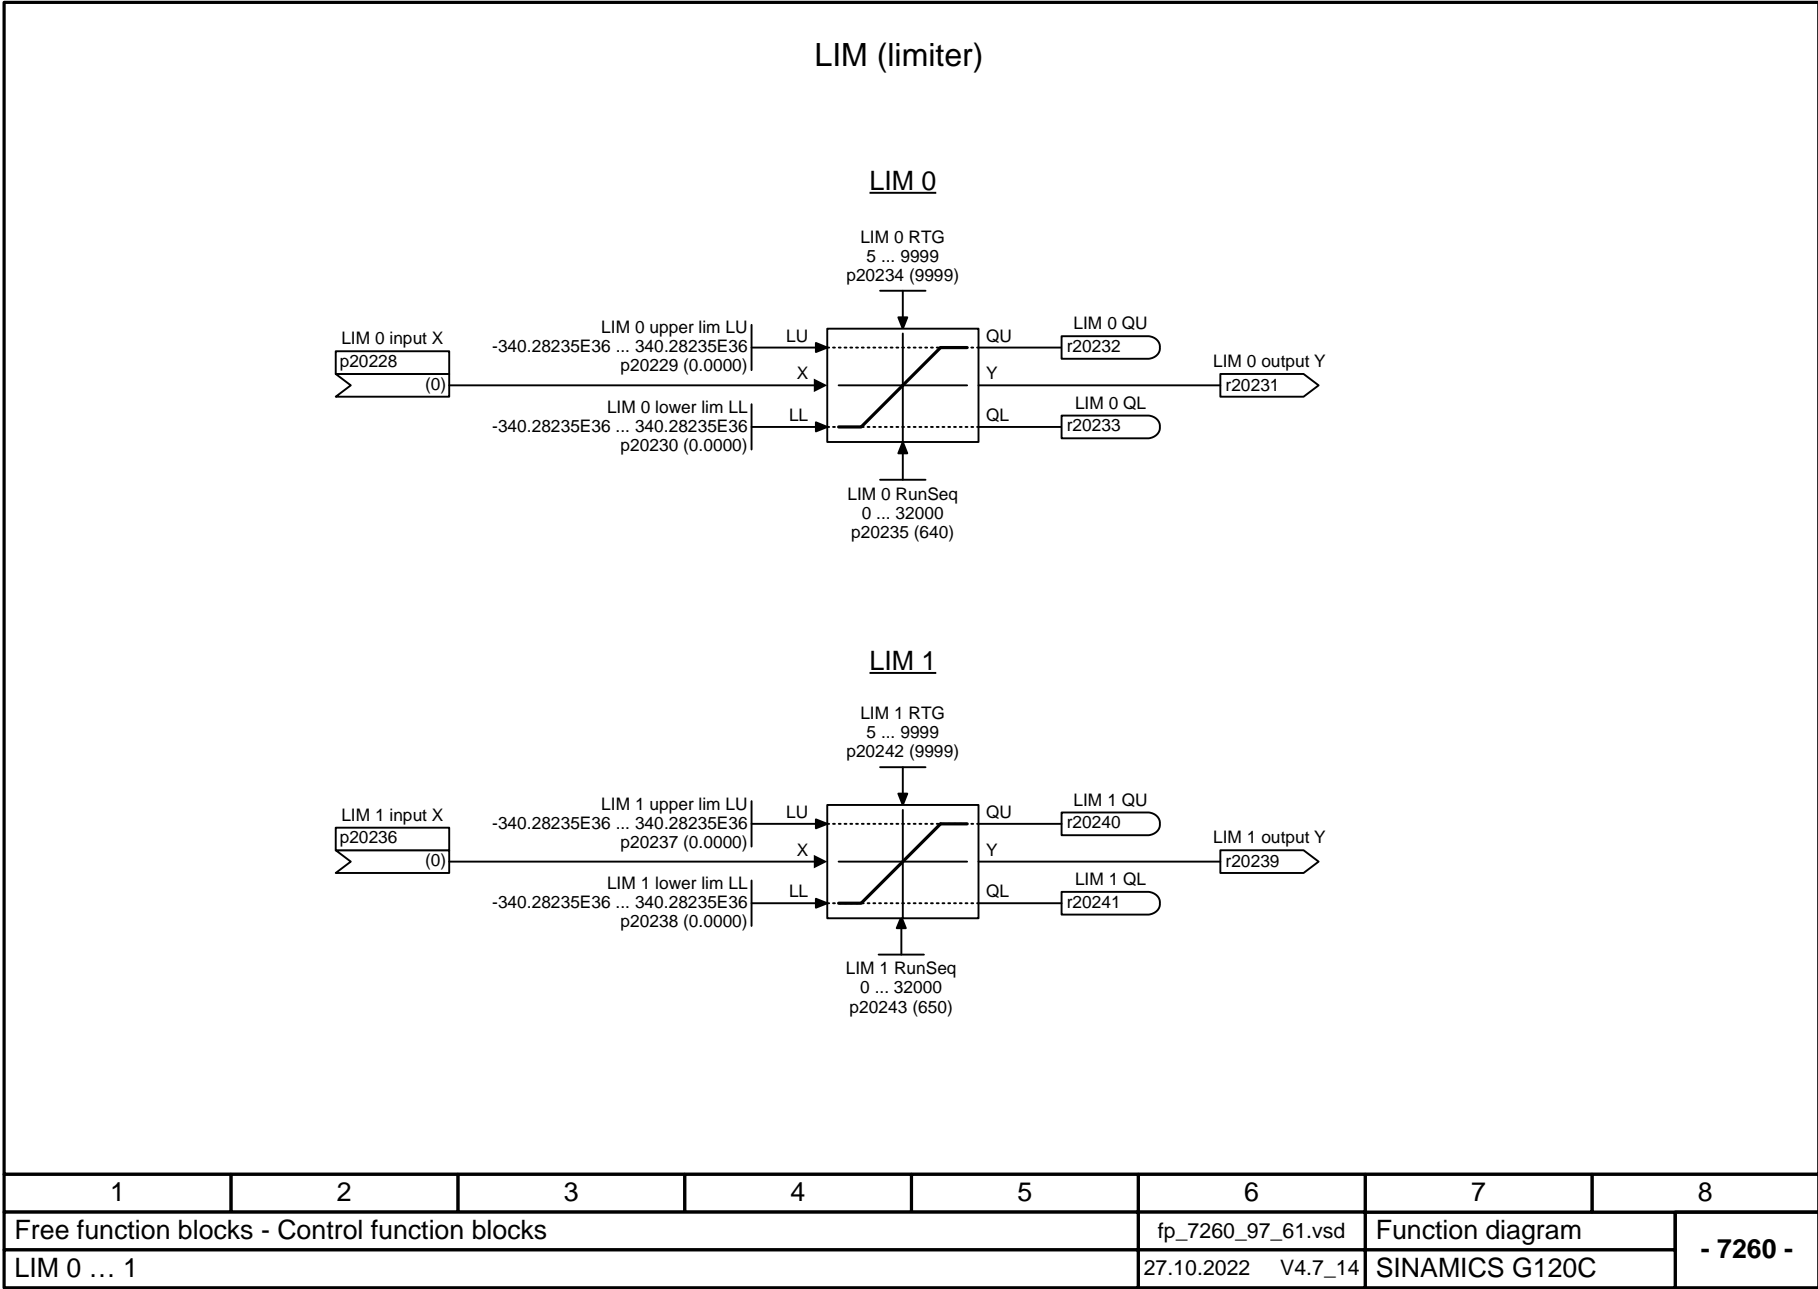 LIM (limiter)
LIM 0
LIM 0 RTG
5 ... 9999
p20234 (9999)
LIM 0 input X
p20228
(0)
LIM 0 upper lim LU
-340.28235E36 ... 340.28235E36
p20229 (0.0000)
LIM 0 lower lim LL
-340.28235E36 ... 340.28235E36
p20230 (0.0000)
LU
X
LL
QU
Y
QL
LIM 0 QU
r20232
LIM 0 output Y
r20231
LIM 0 QL
r20233
LIM 0 RunSeq
0 ... 32000
p20235 (640)
LIM 1
LIM 1 RTG
5 ... 9999
p20242 (9999)
LIM 1 input X
p20236
(0)
LIM 1 upper lim LU
-340.28235E36 ... 340.28235E36
p20237 (0.0000)
LIM 1 lower lim LL
-340.28235E36 ... 340.28235E36
p20238 (0.0000)
LU
X
LL
QU
Y
QL
LIM 1 QU
r20240
LIM 1 output Y
r20239
LIM 1 QL
r20241
LIM 1 RunSeq
0 ... 32000
p20243 (650)
1 2 3 4 5 6 7 8
Free function blocks - Control function blocks fp_7260_97_61.vsd Function diagram
- 7260 -
LIM 0 … 1 27.10.2022 V4.7_14 SINAMICS G120C